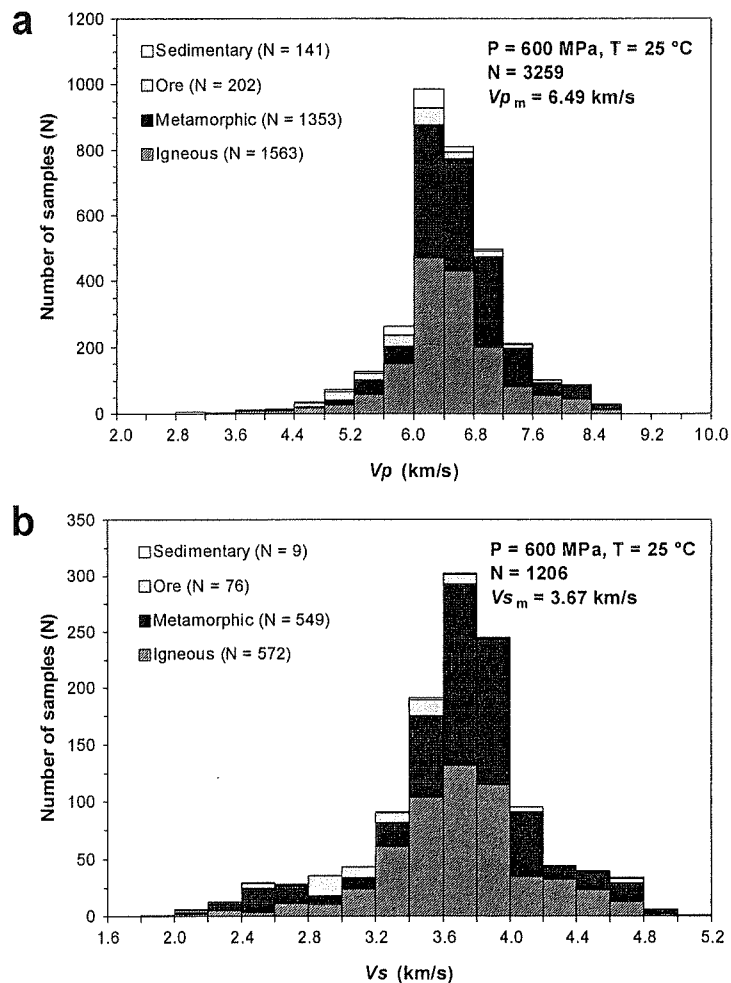 a
1200
1000
800
600
400
200
0
Number of samples (N)
Sedimentary (N = 141)
Ore (N = 202)
Metamorphic (N = 1353)
Igneous (N = 1563)
P = 600 MPa, T = 25 °C
N = 3259
Vp m = 6.49 km/s
2.0 2.8 3.6 4.4 5.2 6.0 6.8 7.6 8.4 9.2 10.0
Vp (km/s)
b
350
300
250
200
150
100
50
0
Number of samples (N)
Sedimentary (N = 9)
Ore (N = 76)
Metamorphic (N = 549)
Igneous (N = 572)
P = 600 MPa, T = 25 °C
N = 1206
Vs m = 3.67 km/s
1.6 2.0 2.4 2.8 3.2 3.6 4.0 4.4 4.8 5.2
Vs (km/s)